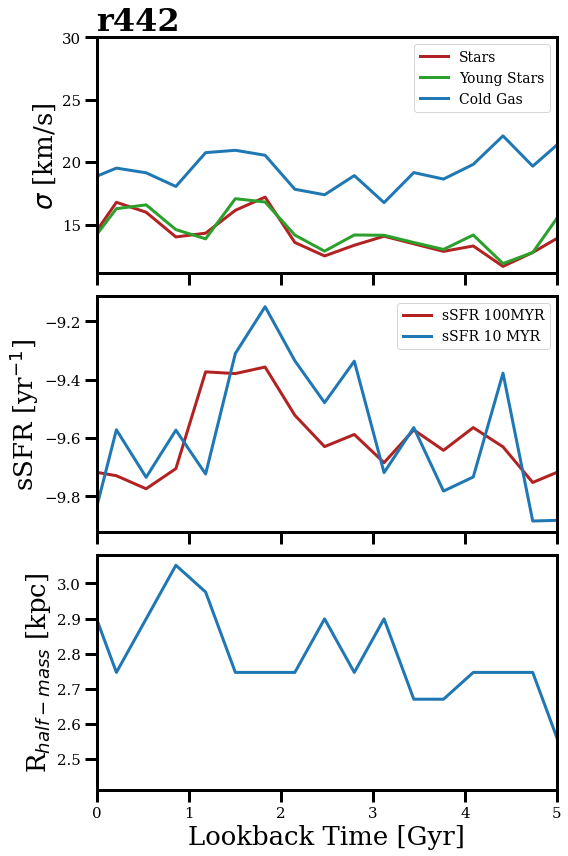 r442
30
25
20
15
σ [km/s]
Stars
Young Stars
Cold Gas
−9.2
−9.4
−9.6
−9.8
sSFR [yr⁻¹]
sSFR 100MYR
sSFR 10 MYR
3.0
2.9
2.8
2.7
2.6
2.5
R_half−mass [kpc]
0 1 2 3 4 5
Lookback Time [Gyr]